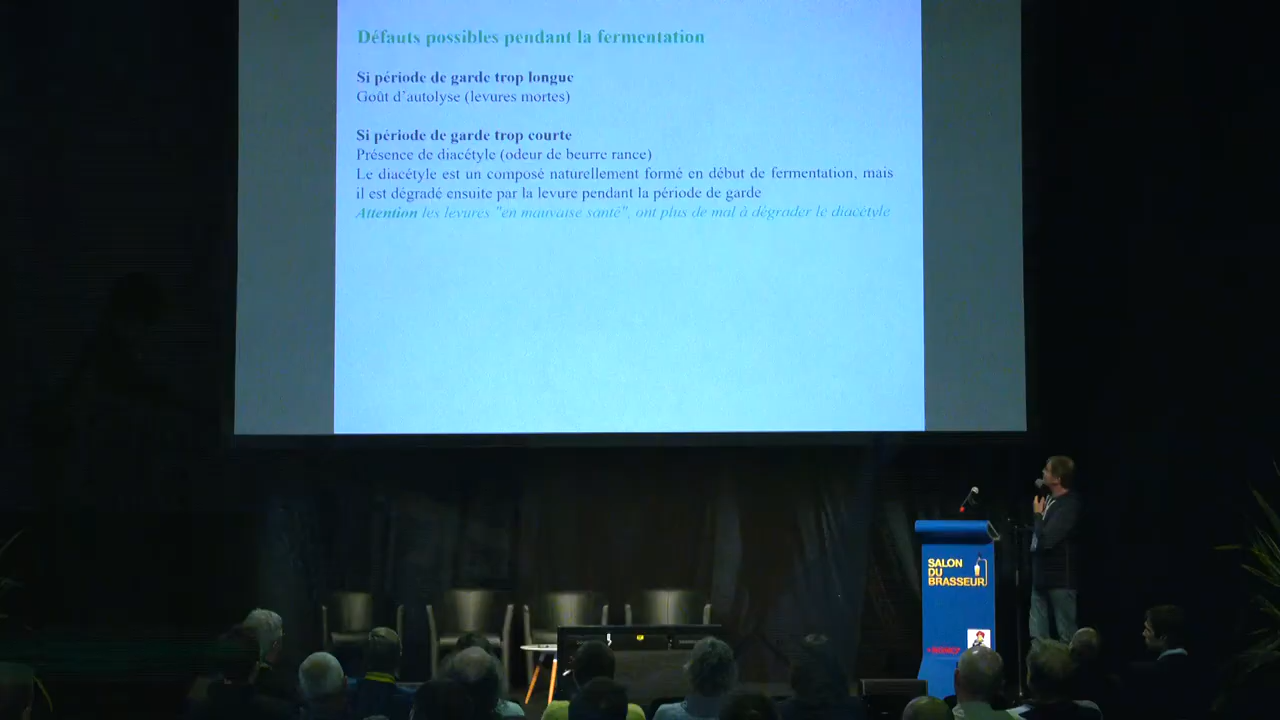 Défauts possibles pendant la fermentation
Si période de garde trop longue
Goût d'autolyse (levures mortes)
Si période de garde trop courte
Présence de diacétyle (odeur de beurre rance)
Le diacétyle est un composé naturellement formé en début de fermentation, mais
il est dégradé ensuite par la levure pendant la période de garde
Attention les levures "en mauvaise santé", ont plus de mal à dégrader le diacétyle
SALON
DU
BRASSEUR